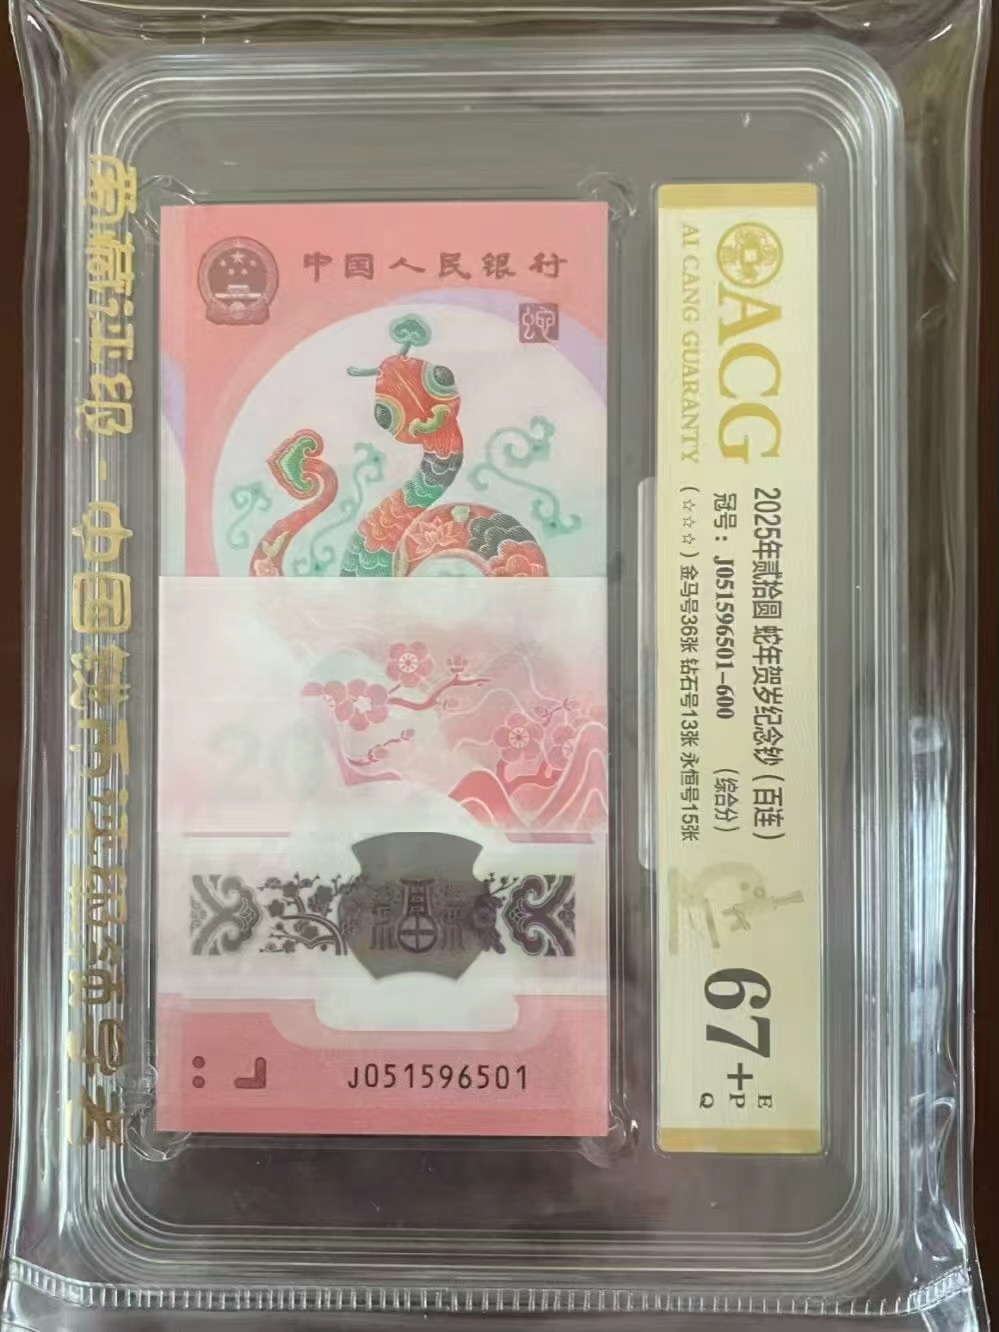 中国人民银行
J051596501
ACG
AI CANG GUARANTY
2025年贰拾圆 蛇年贺岁纪念钞（百连）
冠号：J051596501-600 （综合分）
（☆☆☆）金马号36张 钻石号13张 永恒号15张
67+
E
P
Q